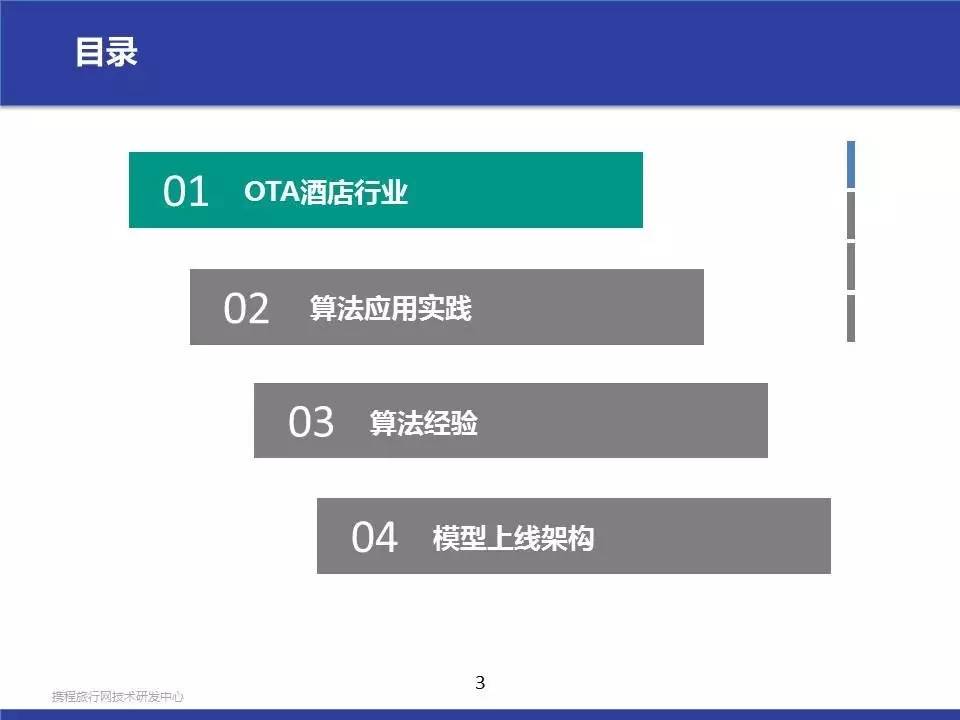 目录
01 OTA酒店行业
02 算法应用实践
03 算法经验
04 模型上线架构
3
携程旅行网技术研发中心